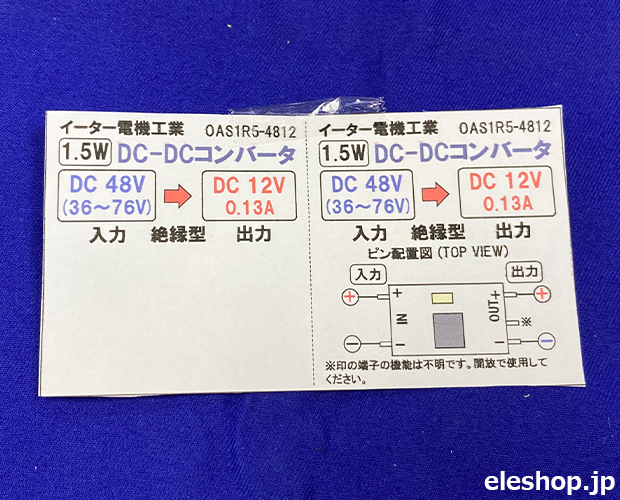 イーター電機工業 OAS1R5-4812
1.5W DC-DCコンバータ
DC 48V
(36～76V)
DC 12V
0.13A
入力 絶縁型 出力
イーター電機工業 OAS1R5-4812
1.5W DC-DCコンバータ
DC 48V
(36～76V)
DC 12V
0.13A
入力 絶縁型 出力
ピン配置図(TOP VIEW)
入力 出力
+ + + +
IN OUT ※
− − − −
※印の端子の機能は不明です。開放で使用して
ください。
eleshop.jp